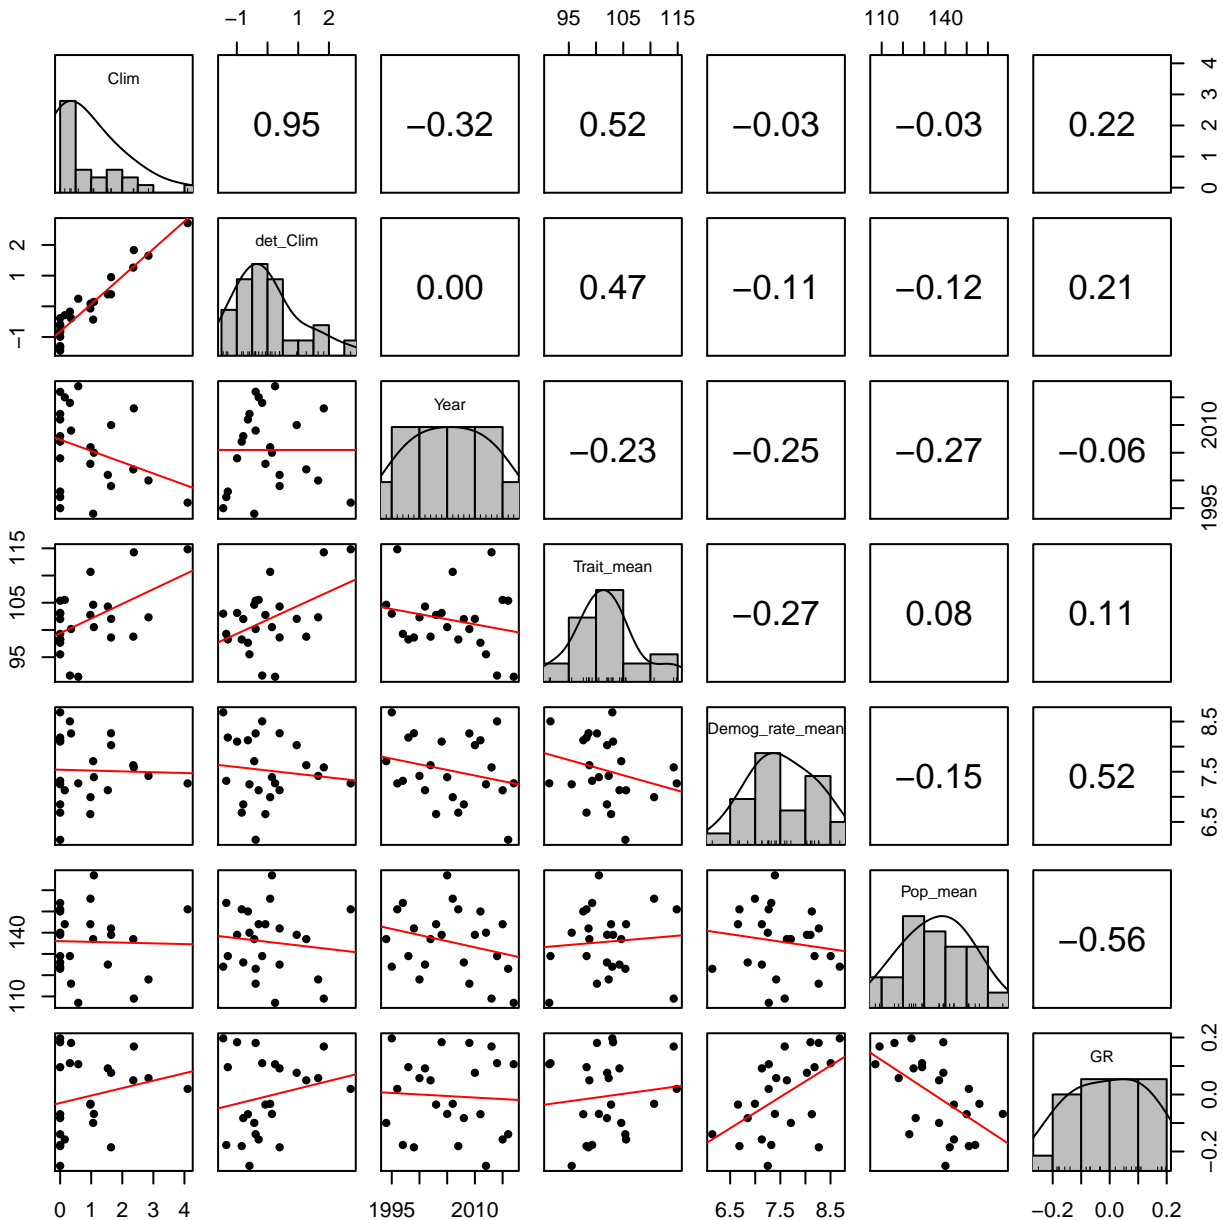 −1 1 2 95 105 115 110 140
Clim 0.95 −0.32 0.52 −0.03 −0.03 0.22 0 1 2 3 4
−1 1 2 det_Clim 0.00 0.47 −0.11 −0.12 0.21
Year −0.23 −0.25 −0.27 −0.06 1995 2010
95 105 115 Trait_mean −0.27 0.08 0.11
Demog_rate_mean −0.15 0.52 6.5 7.5 8.5
110 140 Pop_mean −0.56
GR −0.2 0.0 0.2
0 1 2 3 4 1995 2010 6.5 7.5 8.5 −0.2 0.0 0.2